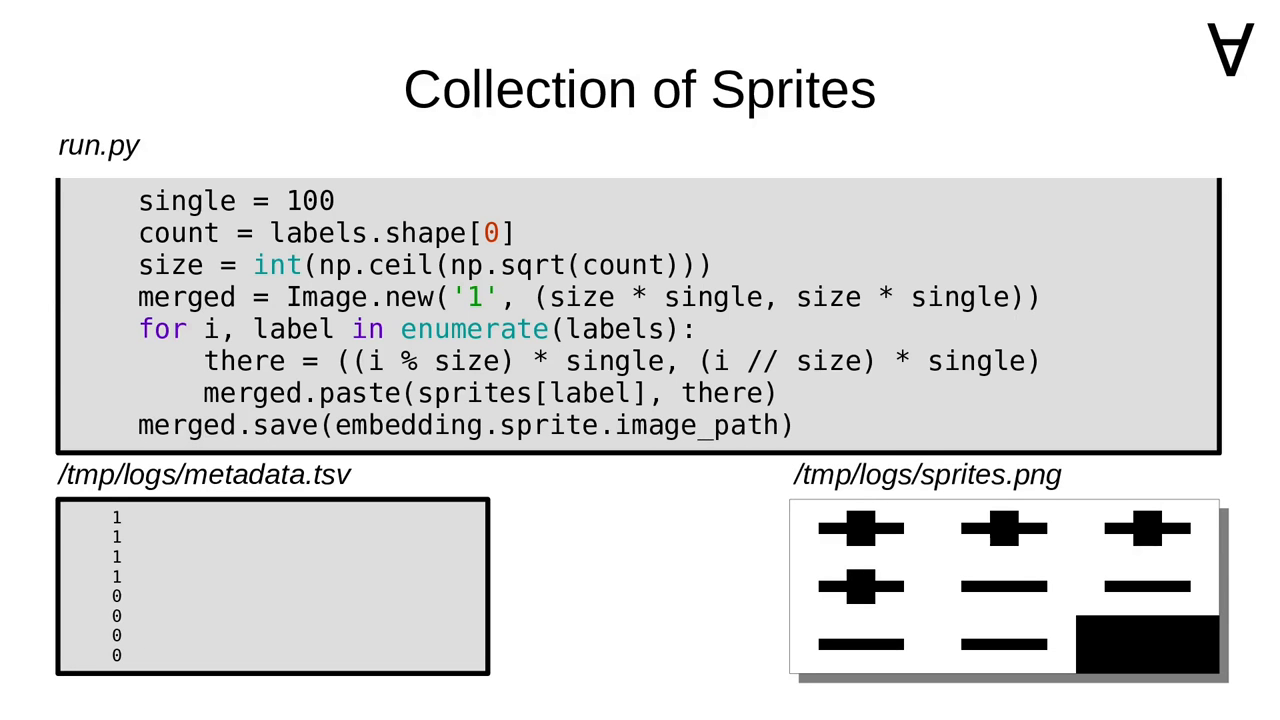 ∀
Collection of Sprites
run.py
single = 100
count = labels.shape[0]
size = int(np.ceil(np.sqrt(count)))
merged = Image.new('1', (size * single, size * single))
for i, label in enumerate(labels):
    there = ((i % size) * single, (i // size) * single)
    merged.paste(sprites[label], there)
merged.save(embedding.sprite.image_path)
/tmp/logs/metadata.tsv
1
1
1
1
0
0
0
0
/tmp/logs/sprites.png